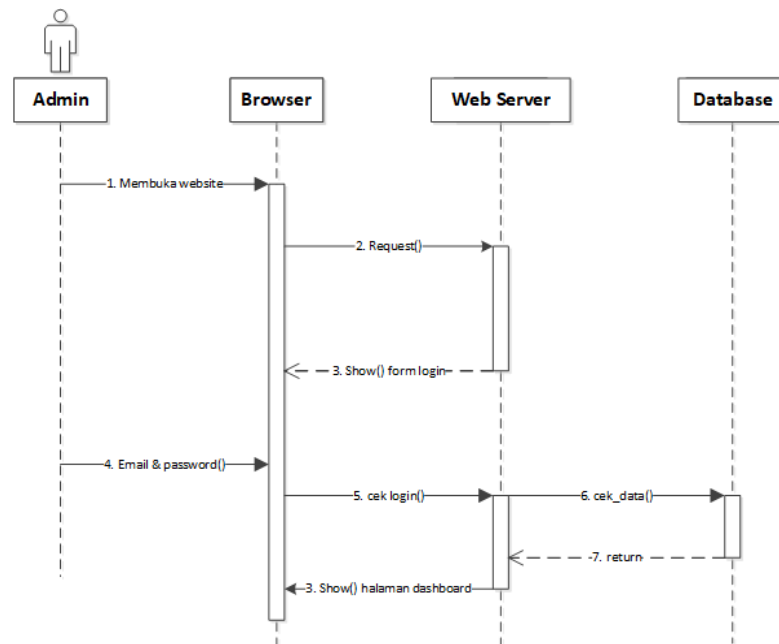 Admin
Browser
Web Server
Database
1. Membuka website
2. Request()
3. Show() form login
4. Email & password()
5. cek login()
6. cek_data()
7. return
3. Show() halaman dashboard